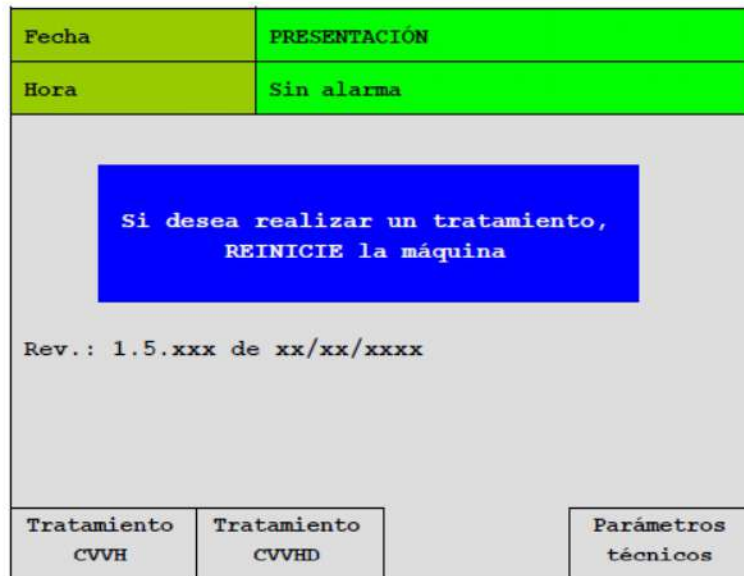 Fecha PRESENTACIÓN
Hora Sin alarma
Si desea realizar un tratamiento,
REINICIE la máquina
Rev.: 1.5.xxx de xx/xx/xxxx
Tratamiento Tratamiento Parámetros
CVVH CVVHD técnicos